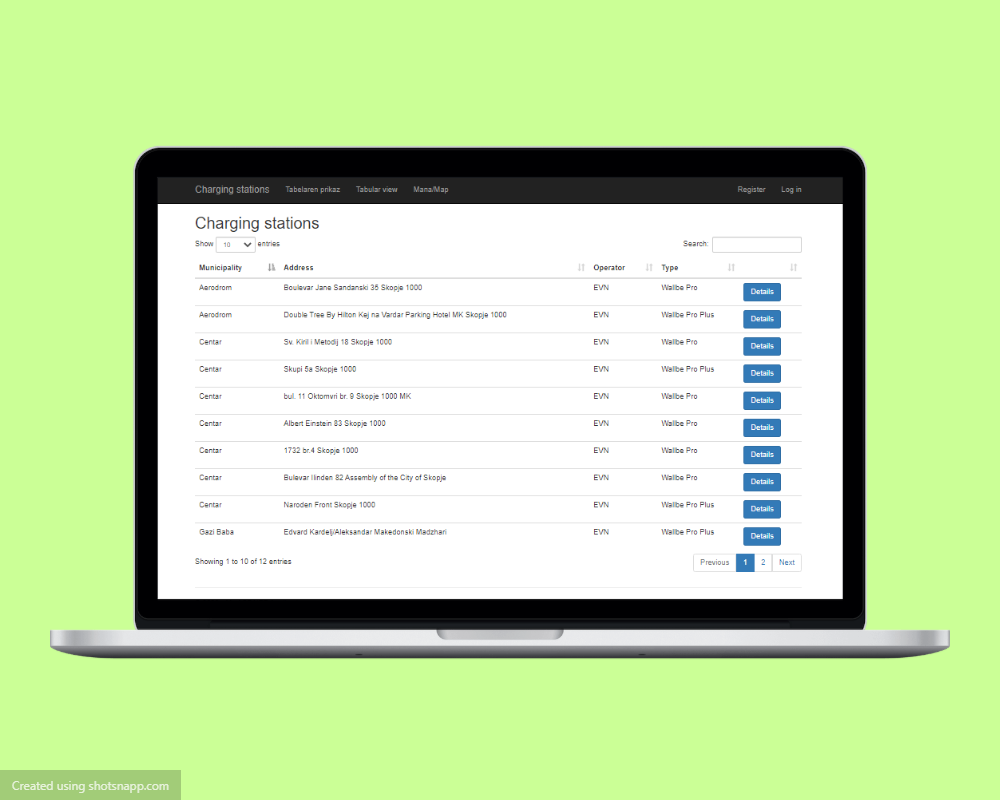 Charging stations Tabelaren prikaz Tabular view Мапа/Map Register Log in
Charging stations
Show 10 entries Search:
Municipality Address Operator Type
Aerodrom Boulevar Jane Sandanski 36 Skopje 1000 EVN Wallbe Pro Details
Aerodrom Double Tree By Hilton Kej na Vardar Parking Hotel MK Skopje 1000 EVN Wallbe Pro Plus Details
Centar Sv. Kiril i Metodij 18 Skopje 1000 EVN Wallbe Pro Details
Centar Skupi 5a Skopje 1000 EVN Wallbe Pro Plus Details
Centar bul. 11 Oktomvri br. 9 Skopje 1000 MK EVN Wallbe Pro Details
Centar Albert Einstein 83 Skopje 1000 EVN Wallbe Pro Details
Centar 1732 br.4 Skopje 1000 EVN Wallbe Pro Details
Centar Bulevar Ilinden 82 Assembly of the City of Skopje EVN Wallbe Pro Details
Centar Naroden Front Skopje 1000 EVN Wallbe Pro Plus Details
Gazi Baba Edvard Kardelj/Aleksandar Makedonski Madzhari EVN Wallbe Pro Plus Details
Showing 1 to 10 of 12 entries Previous 1 2 Next
Created using shotsnapp.com